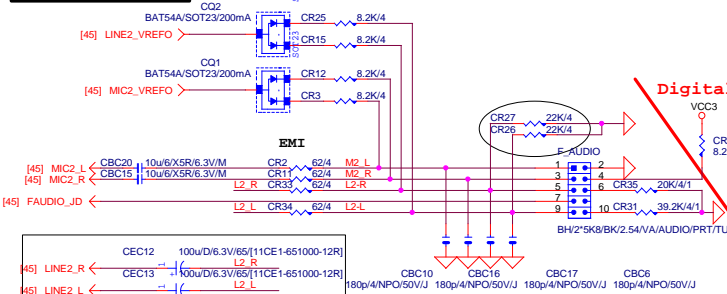 CQ2
BAT54A/SOT23/200mA
CR25
8.2K/4
[45] LINE2_VREFO
CR15
8.2K/4
SOT23
CQ1
BAT54A/SOT23/200mA
CR12
8.2K/4
[45] MIC2_VREFO
CR3
8.2K/4
Digital
VCC3
CR27
22K/4
CR26
22K/4
CR
8.2
EMI
F_AUDIO
[45] MIC2_L
CBC20
10u/6/X5R/6.3V/M
CR2
62/4
M2_L
1
2
[45] MIC2_R
CBC15
10u/6/X5R/6.3V/M
CR11
62/4
M2_R
3
4
L2_R
CR33
62/4
L2-R
5
6
CR35
20K/4/1
[45] FAUDIO_JD
7
L2_L
CR34
62/4
L2-L
9
10
CR31
39.2K/4/1
BH/2*5K8/BK/2.54/VA/AUDIO/PRT/TU
CEC12
100u/D/6.3V/65/[11CE1-651000-12R]
[45] LINE2_R
L2_R
CEC13
100u/D/6.3V/65/[11CE1-651000-12R]
[45] LINE2_L
1
L2_L
CBC10
CBC16
CBC17
CBC6
180p/4/NPO/50V/J
180p/4/NPO/50V/J
180p/4/NPO/50V/J
180p/4/NPO/50V/J